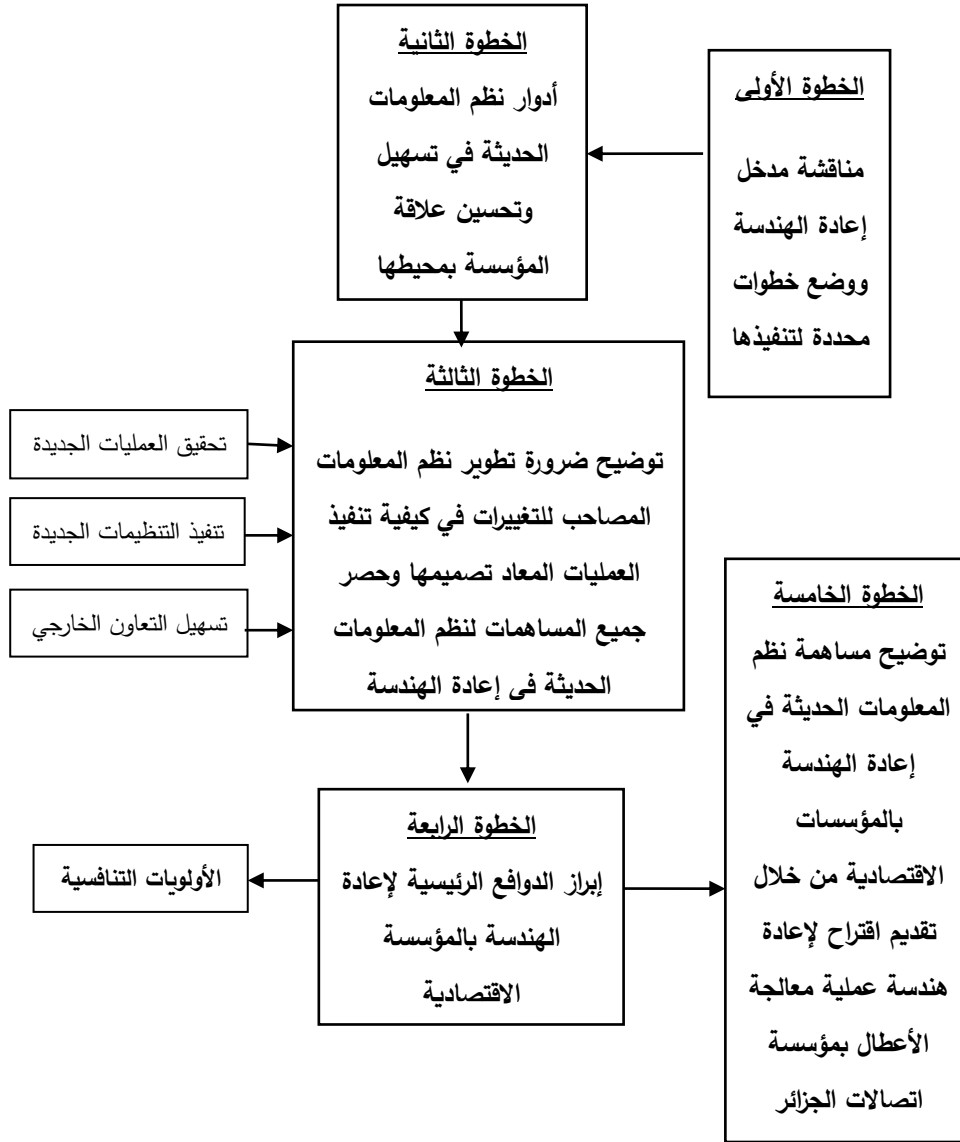 الخطوة الأولى
مناقشة مدخل
إعادة الهندسة
ووضع خطوات
محددة لتنفيذها
الخطوة الثانية
أدوار نظم المعلومات
الحديثة في تسهيل
وتحسين علاقة
المؤسسة بمحيطها
الخطوة الثالثة
توضيح ضرورة تطوير نظم المعلومات
المصاحب للتغييرات في كيفية تنفيذ
العمليات المعاد تصميمها وحصر
جميع المساهمات لنظم المعلومات
الحديثة في إعادة الهندسة
تحقيق العمليات الجديدة
تنفيذ التنظيمات الجديدة
تسهيل التعاون الخارجي
الخطوة الرابعة
إبراز الدوافع الرئيسية لإعادة
الهندسة بالمؤسسة
الاقتصادية
الأولويات التنافسية
الخطوة الخامسة
توضيح مساهمة نظم
المعلومات الحديثة في
إعادة الهندسة
بالمؤسسات
الاقتصادية من خلال
تقديم اقتراح لإعادة
هندسة عملية معالجة
الأعطال بمؤسسة
اتصالات الجزائر